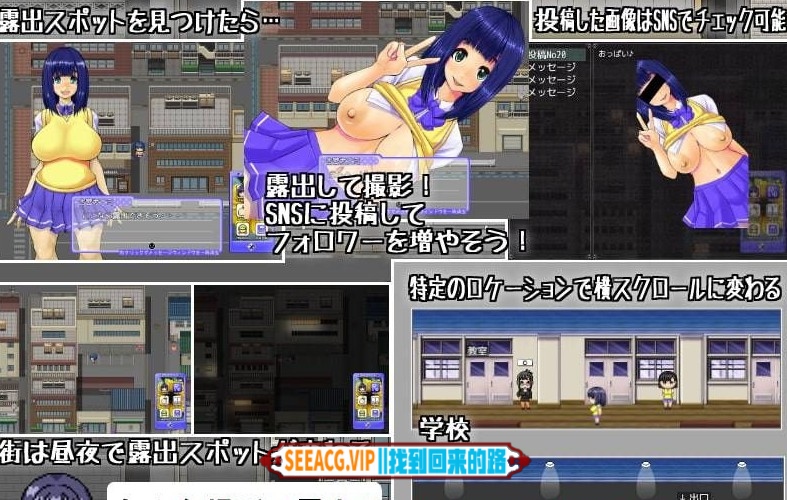 露出スポットを見つけたら…
投稿した画像はSNSでチェック可能
投稿No20
メッセージ
メッセージ
メッセージ
おっぱい♪
露出して撮影！
SNSに投稿して
フォロワーを増やそう！
特定のロケーションで横スクロールに変わる
教室
学校
街は昼夜で露出スポット
SEEACG.VIP||找到回来的路
出口